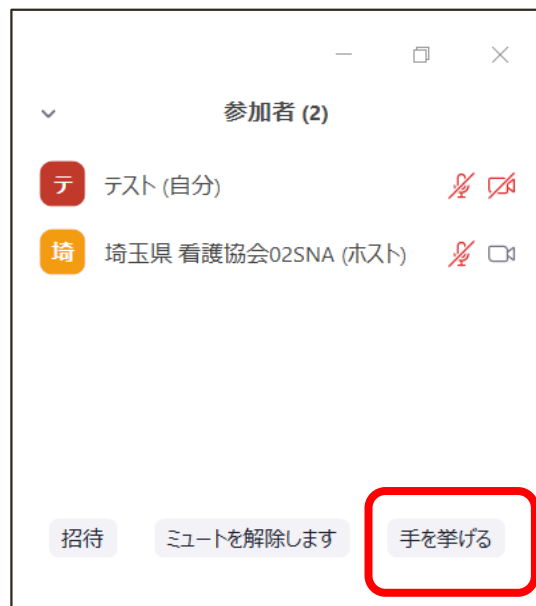 参加者 (2)
テ テスト (自分)
埼 埼玉県 看護協会02SNA (ホスト)
招待 ミュートを解除します 手を挙げる